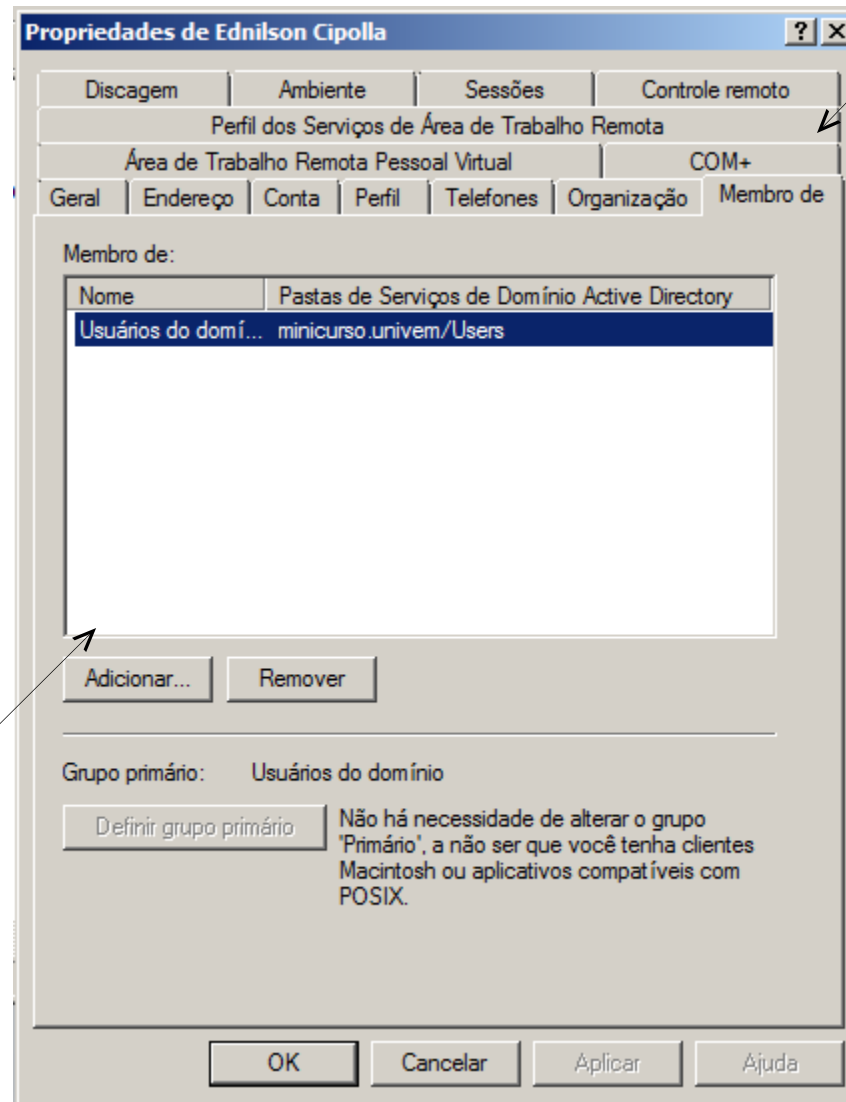 Propriedades de Ednilson Cipolla
Discagem Ambiente Sessões Controle remoto
Perfil dos Serviços de Área de Trabalho Remota
Área de Trabalho Remota Pessoal Virtual COM+
Geral Endereço Conta Perfil Telefones Organização Membro de
Membro de:
Nome Pastas de Serviços de Domínio Active Directory
Usuários do domí... minicurso.univem/Users
Adicionar... Remover
Grupo primário: Usuários do domínio
Definir grupo primário
Não há necessidade de alterar o grupo
'Primário', a não ser que você tenha clientes
Macintosh ou aplicativos compatíveis com
POSIX.
OK Cancelar Aplicar Ajuda